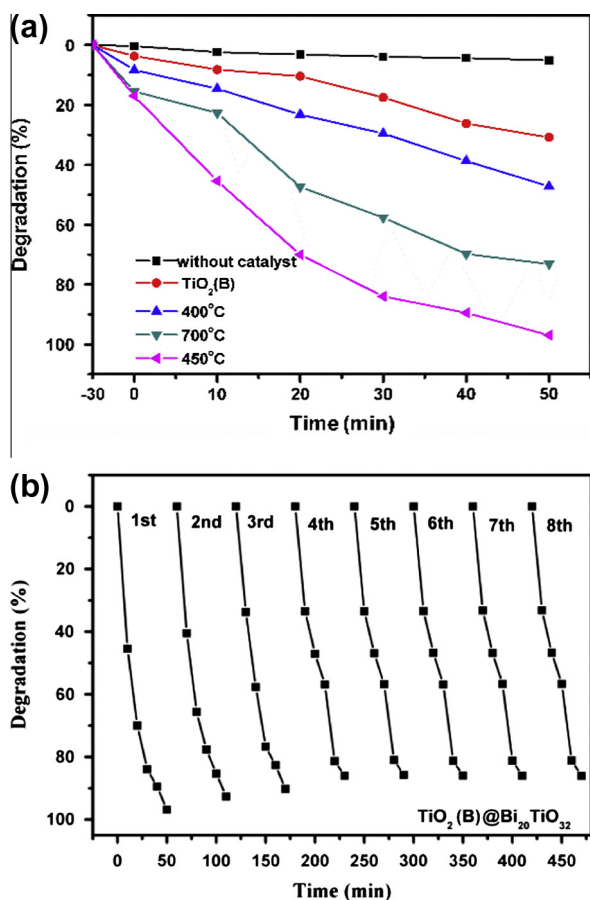 (a)
0
20
40
60
80
100
Degradation (%)
without catalyst
TiO₂(B)
400°C
700°C
450°C
-30 0 10 20 30 40 50
Time (min)
(b)
0
20
40
60
80
100
Degradation (%)
1st 2nd 3rd 4th 5th 6th 7th 8th
TiO₂ (B)@Bi₂₀TiO₃₂
0 50 100 150 200 250 300 350 400 450
Time (min)